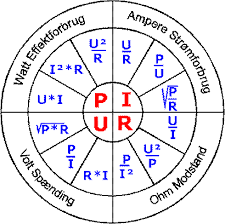 Watt Effektforbrug
Ampere Strømforbrug
U²/R
U/R
I²*R
P/U
U*I
P I
√P/R
√P*R
U R
U/I
P/I
U²/P
R*I
P/I²
Volt Spænding
Ohm Modstand